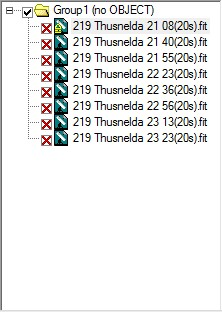 Group1 (no OBJECT)
219 Thusnelda 21 08(20s).fit
219 Thusnelda 21 40(20s).fit
219 Thusnelda 21 55(20s).fit
219 Thusnelda 22 23(20s).fit
219 Thusnelda 22 36(20s).fit
219 Thusnelda 22 56(20s).fit
219 Thusnelda 23 13(20s).fit
219 Thusnelda 23 23(20s).fit